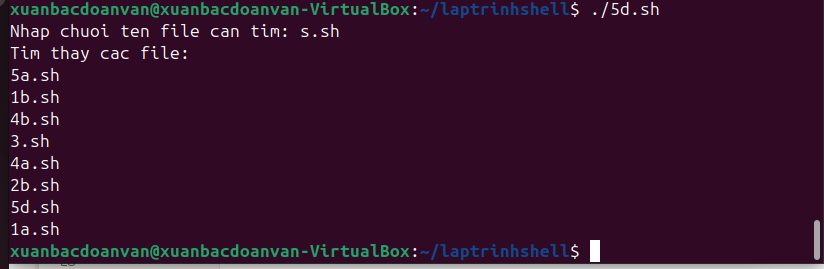 xuanbacdoanvan@xuanbacdoanvan-VirtualBox:~/laptrinhshell$ ./5d.sh
Nhap chuoi ten file can tim: s.sh
Tim thay cac file:
5a.sh
1b.sh
4b.sh
3.sh
4a.sh
2b.sh
5d.sh
1a.sh
xuanbacdoanvan@xuanbacdoanvan-VirtualBox:~/laptrinhshell$